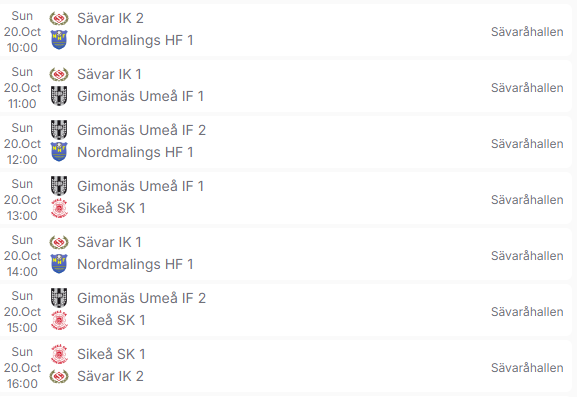 Sun
20.Oct
10:00
Sävar IK 2
Nordmalings HF 1
Sävaråhallen
Sun
20.Oct
11:00
Sävar IK 1
Gimonäs Umeå IF 1
Sävaråhallen
Sun
20.Oct
12:00
Gimonäs Umeå IF 2
Nordmalings HF 1
Sävaråhallen
Sun
20.Oct
13:00
Gimonäs Umeå IF 1
Sikeå SK 1
Sävaråhallen
Sun
20.Oct
14:00
Sävar IK 1
Nordmalings HF 1
Sävaråhallen
Sun
20.Oct
15:00
Gimonäs Umeå IF 2
Sikeå SK 1
Sävaråhallen
Sun
20.Oct
16:00
Sikeå SK 1
Sävar IK 2
Sävaråhallen